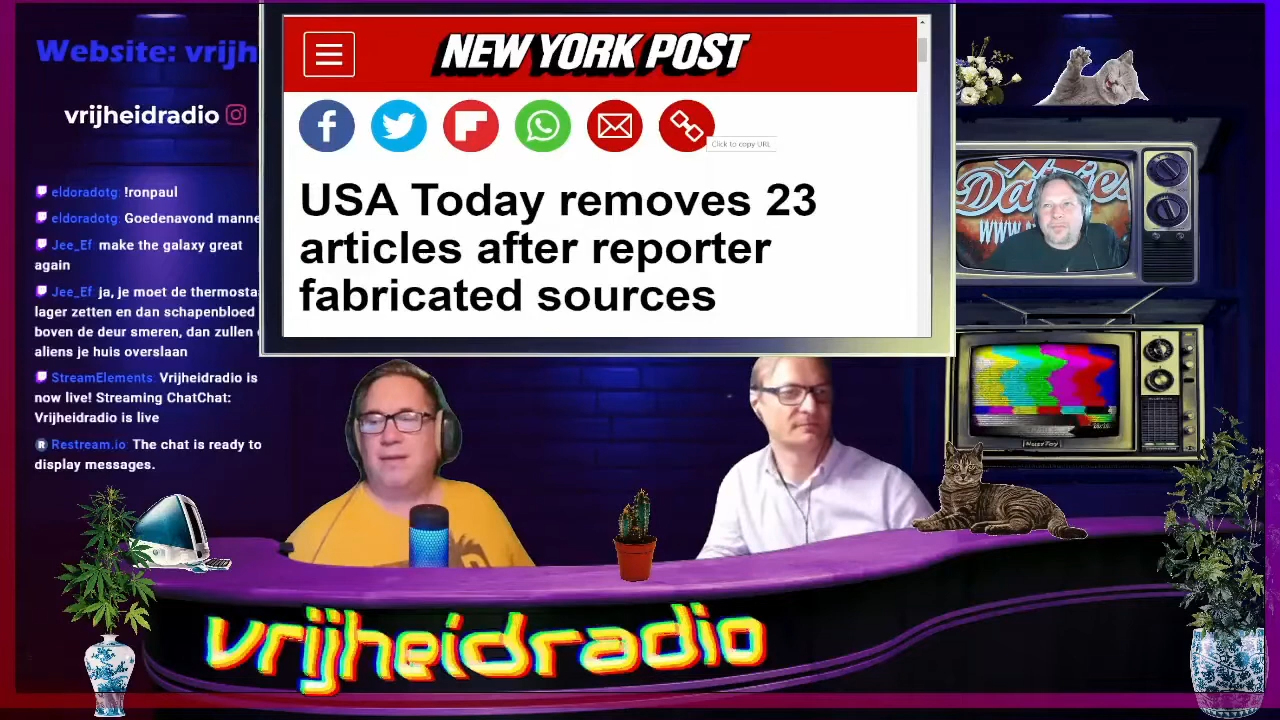 Website: vrijh
vrijheidradio
eldoradotg: !ronpaul
eldoradotg: Goedenavond manne
Jee_Ef: make the galaxy great
again
Jee_Ef: ja, je moet de thermosta
lager zetten en dan schapenbloed
boven de deur smeren, dan zullen
aliens je huis overslaan
StreamElements: Vrijheidradio is
now live! Streaming ChatChat:
Vrijheidradio is live
Restream.io: The chat is ready to
display messages.
NEW YORK POST
Click to copy URL
USA Today removes 23
articles after reporter
fabricated sources
WWW.
vrijheidradio